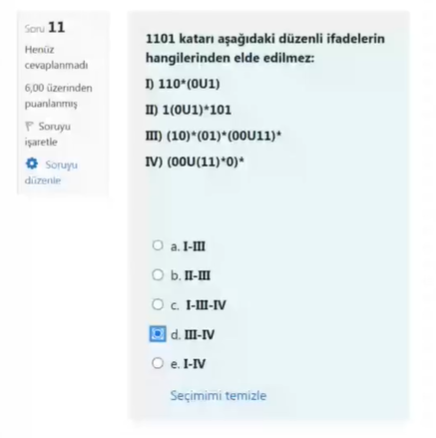 Soru 11
Henüz
cevaplanmadı
6,00 üzerinden
puanlanmış
Soruyu
işaretle
Soruyu
düzenle
1101 katarı aşağıdaki düzenli ifadelerin
hangilerinden elde edilmez:
I) 110*(0U1)
II) 1(0U1)*101
III) (10)*(01)*(00U11)*
IV) (00U(11)*0)*
a. I-III
b. II-III
c. I-III-IV
d. III-IV
e. I-IV
Seçimimi temizle